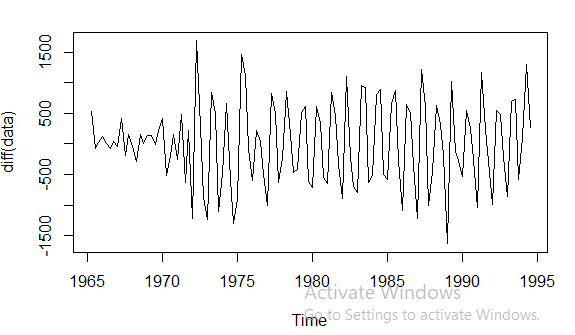 1500
500
-500
-1500
diff(data)
1965 1970 1975 1980 1985 1990 1995
Activate Windows
Go to Settings to activate Windows.
Time